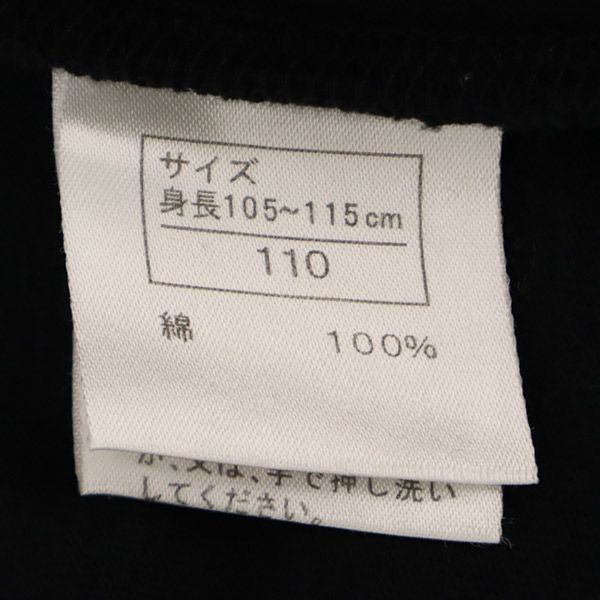 サイズ
身長105~115cm
110
綿 100%
か、又は、手で押し洗い
してください。